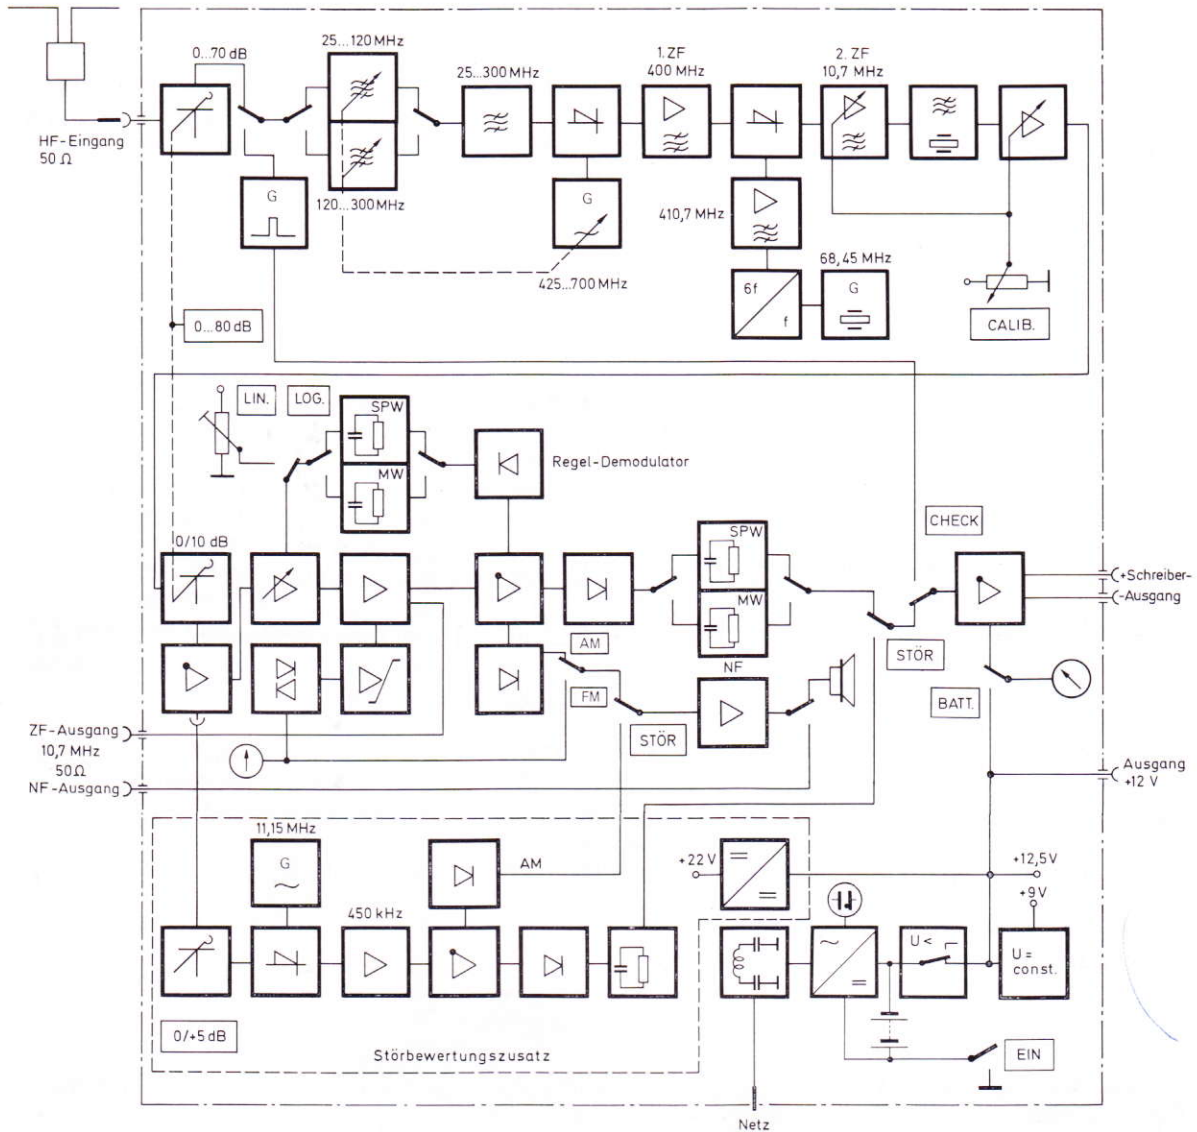 0...70 dB
25...120 MHz
25...300 MHz
1. ZF
400 MHz
2. ZF
10,7 MHz
HF-Eingang
50 Ω
G
120...300 MHz
G
425...700 MHz
410,7 MHz
6f
f
68,45 MHz
G
0...80 dB
CALIB.
LIN.
LOG.
SPW
MW
Regel-Demodulator
0/10 dB
SPW
MW
CHECK
+Schreiber-
-Ausgang
AM
FM
STÖR
NF
STÖR
BATT.
ZF-Ausgang
10,7 MHz
50 Ω
NF-Ausgang
Ausgang
+12 V
11,15 MHz
G
AM
+22 V
+12,5 V
+9 V
450 kHz
U <
U =
const.
0/+5 dB
Störbewertungszusatz
EIN
Netz